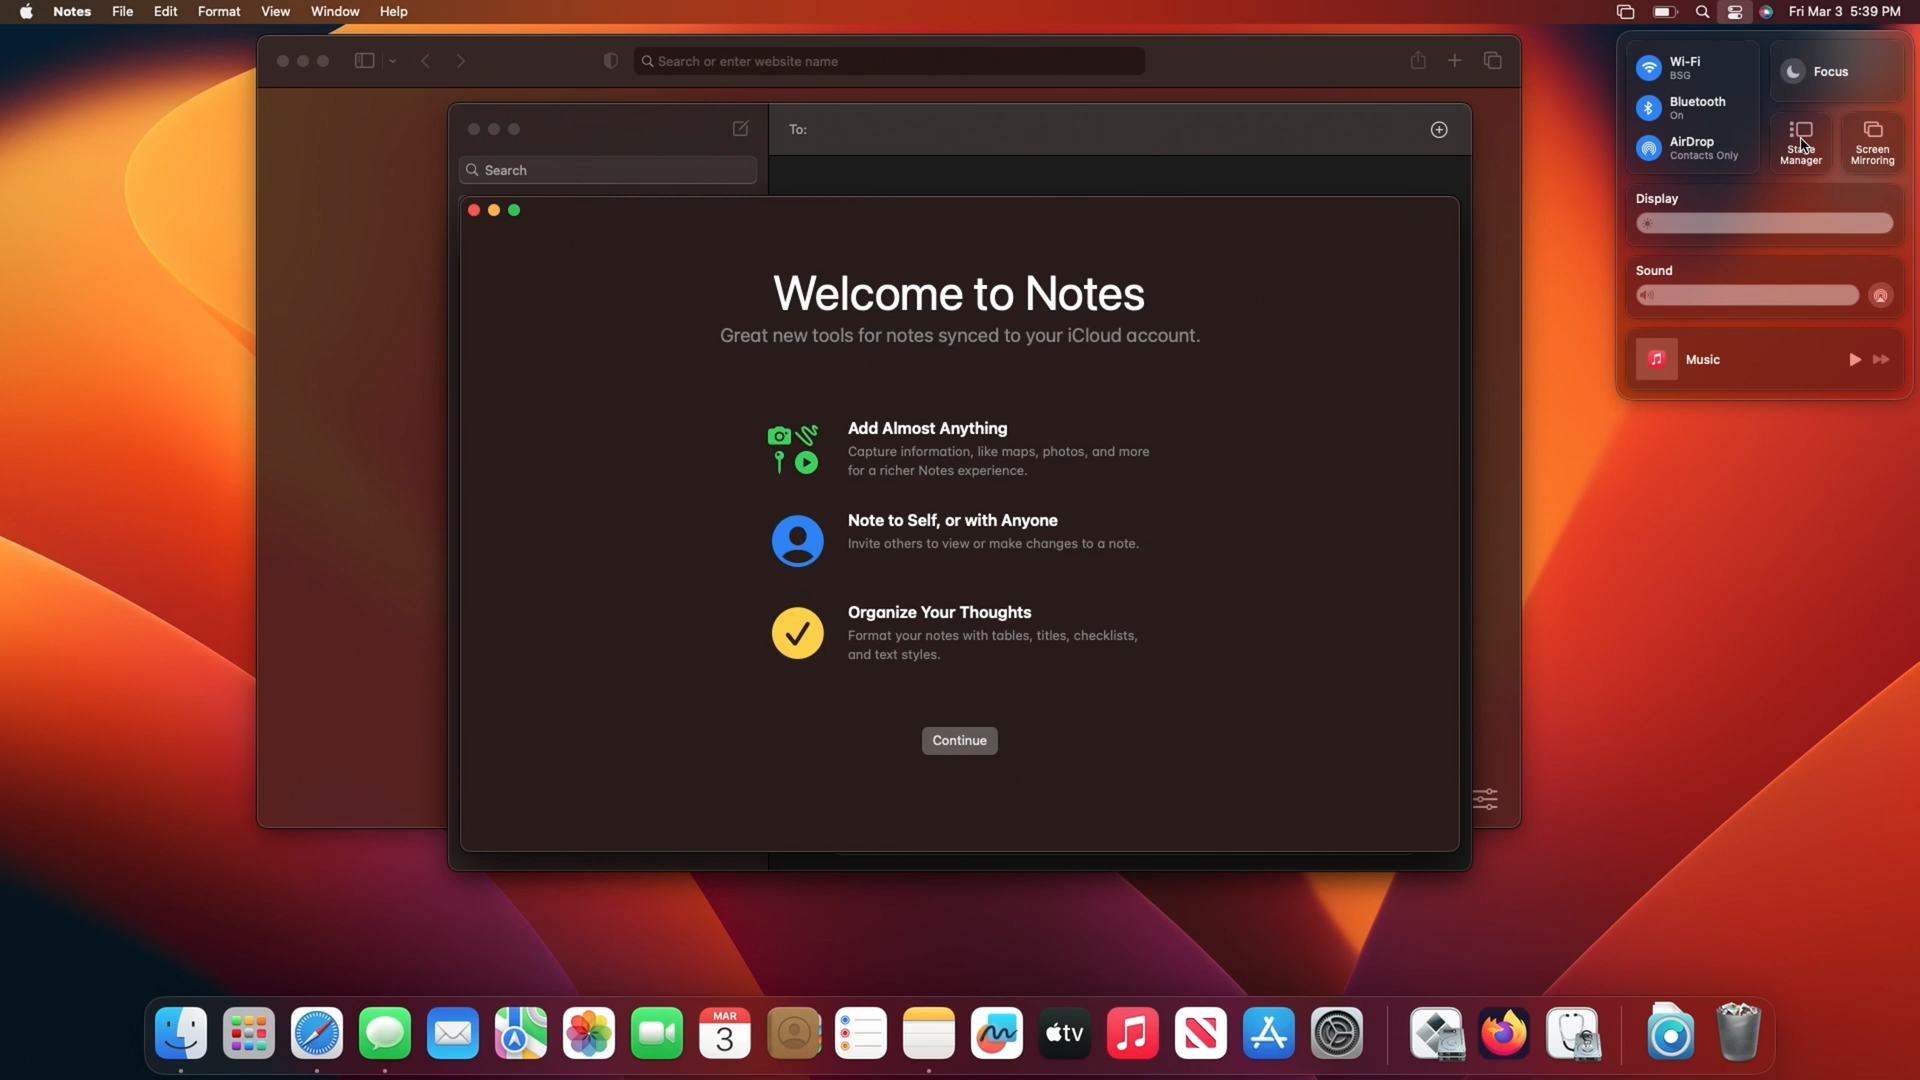 Notes File Edit Format View Window Help
Fri Mar 3 5:39 PM
Search or enter website name
To:
Search
Welcome to Notes
Great new tools for notes synced to your iCloud account.
Add Almost Anything
Capture information, like maps, photos, and more
for a richer Notes experience.
Note to Self, or with Anyone
Invite others to view or make changes to a note.
Organize Your Thoughts
Format your notes with tables, titles, checklists,
and text styles.
Continue
Wi-Fi
BSG
Bluetooth
On
AirDrop
Contacts Only
Focus
Stage
Manager
Screen
Mirroring
Display
Sound
Music
MAR
3
tv